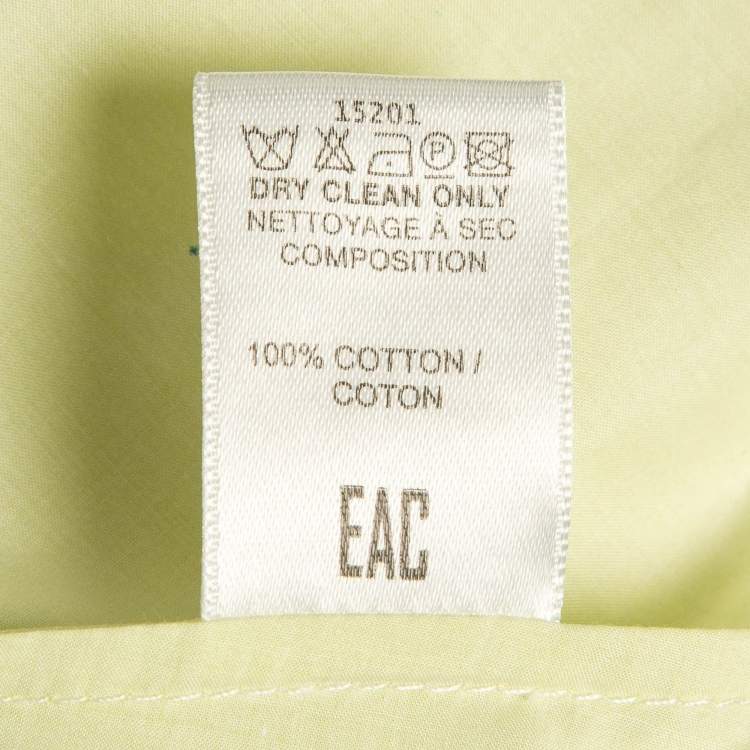 15201
P
DRY CLEAN ONLY
NETTOYAGE À SEC
COMPOSITION
100% COTTON /
COTON
EAC